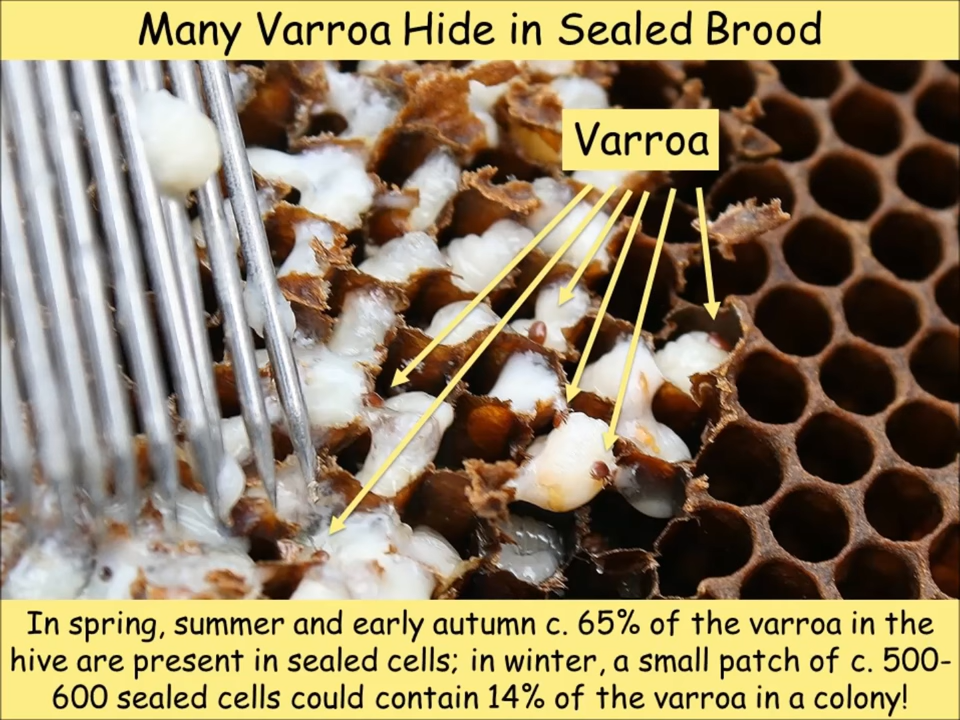 Many Varroa Hide in Sealed Brood
Varroa
In spring, summer and early autumn c. 65% of the varroa in the
hive are present in sealed cells; in winter, a small patch of c. 500-
600 sealed cells could contain 14% of the varroa in a colony!